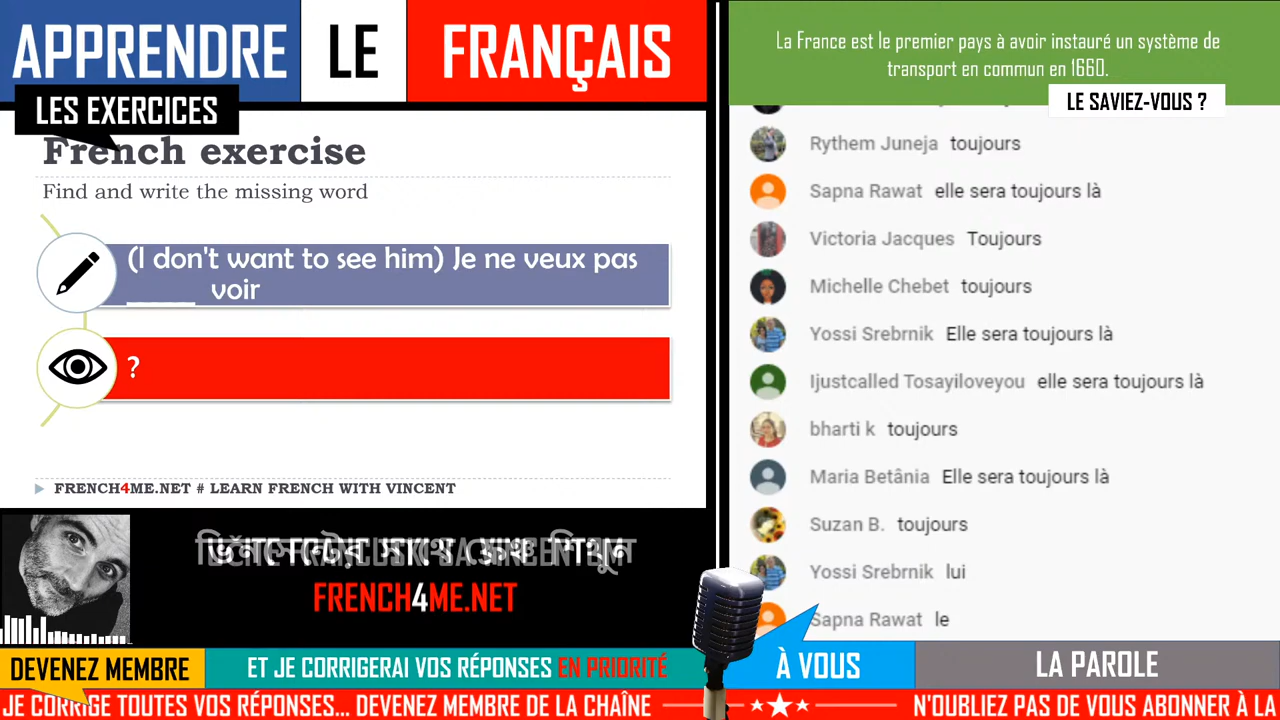 APPRENDRE LE FRANÇAIS
LES EXERCICES
French exercise
Find and write the missing word
(I don't want to see him) Je ne veux pas
_____ voir
?
FRENCH4ME.NET # LEARN FRENCH WITH VINCENT
FRENCH4ME.NET
DEVENEZ MEMBRE
ET JE CORRIGERAI VOS RÉPONSES EN PRIORITÉ
La France est le premier pays à avoir instauré un système de
transport en commun en 1660.
LE SAVIEZ-VOUS ?
Rythem Juneja toujours
Sapna Rawat elle sera toujours là
Victoria Jacques Toujours
Michelle Chebet toujours
Yossi Srebrnik Elle sera toujours là
Ijustcalled Tosayiloveyou elle sera toujours là
bharti k toujours
Maria Betânia Elle sera toujours là
Suzan B. toujours
Yossi Srebrnik lui
Sapna Rawat le
À VOUS
LA PAROLE
JE CORRIGE TOUTES VOS RÉPONSES... DEVENEZ MEMBRE DE LA CHAÎNE
N'OUBLIEZ PAS DE VOUS ABONNER À LA